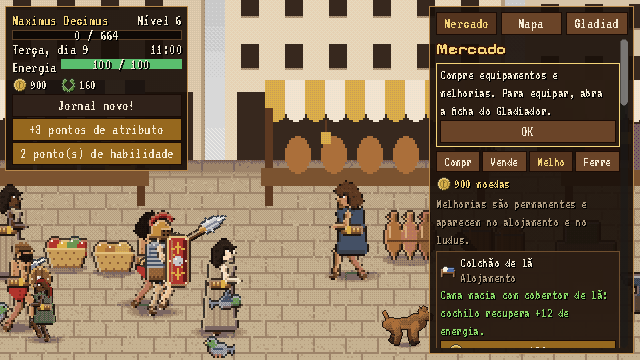 Maximus Decimus Nível 6
0 / 664
Terça, dia 9 11:00
Energia 100 / 100
900 160
Jornal novo!
+3 pontos de atributo
2 ponto(s) de habilidade
Mercado Mapa Gladiad
Mercado
Compre equipamentos e
melhorias. Para equipar, abra
a ficha do Gladiador.
OK
Compr Vende Melho Ferre
900 moedas
Melhorias são permanentes e
aparecem no alojamento e no
ludus.
Colchão de lã
Alojamento
Cama macia com cobertor de lã:
cochilo recupera +12 de
energia.